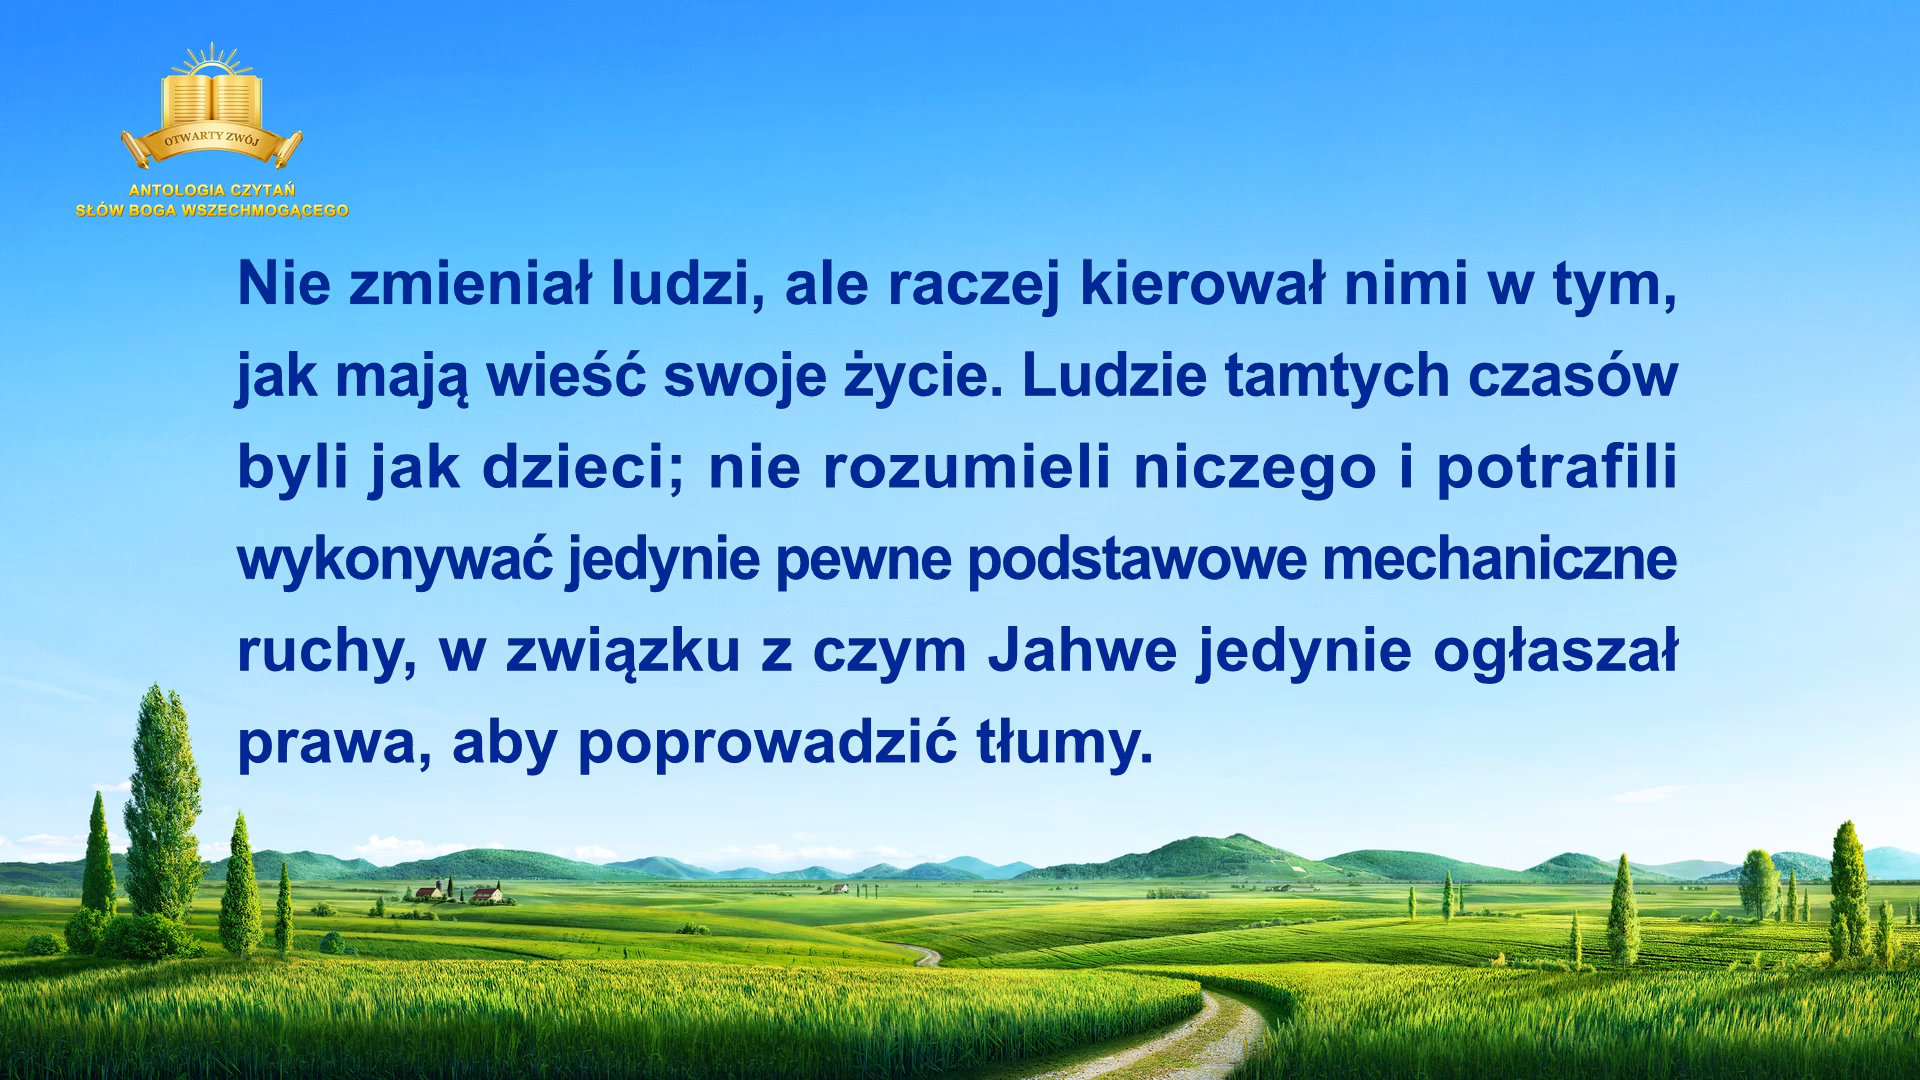 OTWARTY ZWÓJ
ANTOLOGIA CZYTAŃ
SŁÓW BOGA WSZECHMOGĄCEGO
Nie zmieniał ludzi, ale raczej kierował nimi w tym,
jak mają wieść swoje życie. Ludzie tamtych czasów
byli jak dzieci; nie rozumieli niczego i potrafili
wykonywać jedynie pewne podstawowe mechaniczne
ruchy, w związku z czym Jahwe jedynie ogłaszał
prawa, aby poprowadzić tłumy.